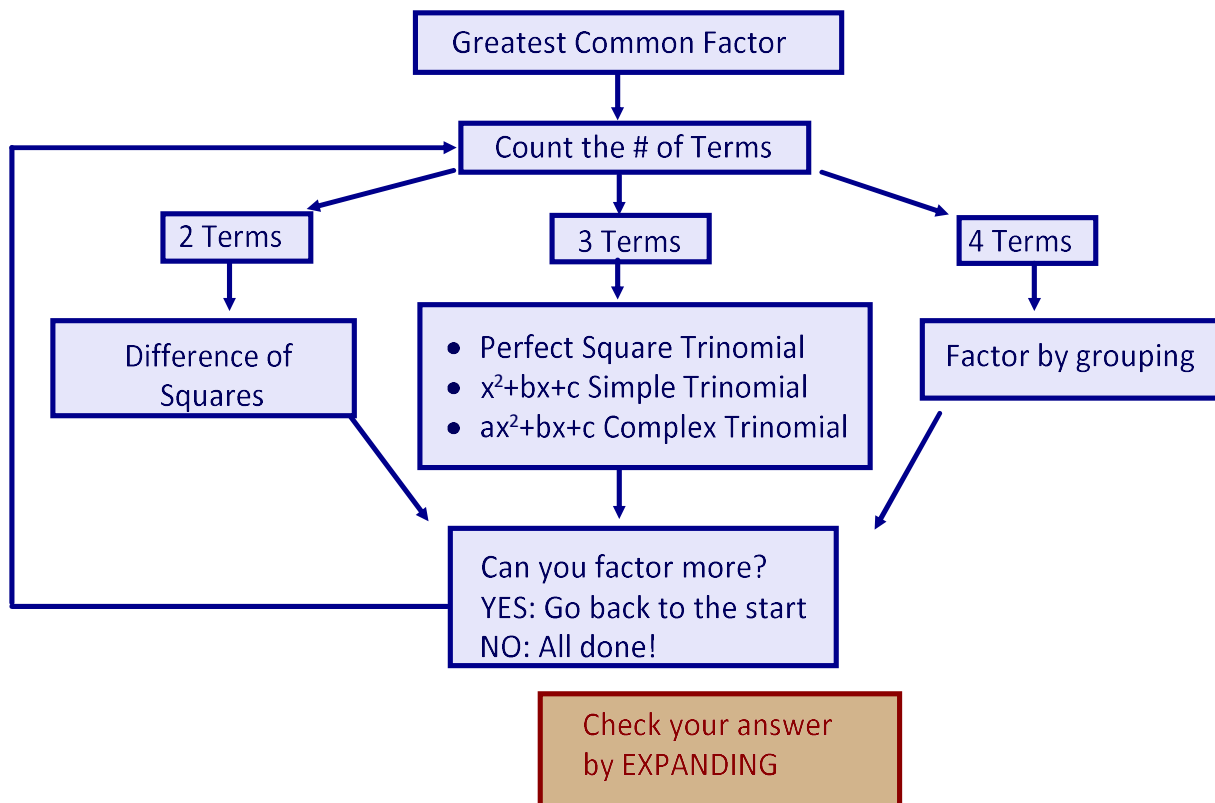 Greatest Common Factor
Count the # of Terms
2 Terms
3 Terms
4 Terms
Difference of
Squares
• Perfect Square Trinomial
• x²+bx+c Simple Trinomial
• ax²+bx+c Complex Trinomial
Factor by grouping
Can you factor more?
YES: Go back to the start
NO: All done!
Check your answer
by EXPANDING